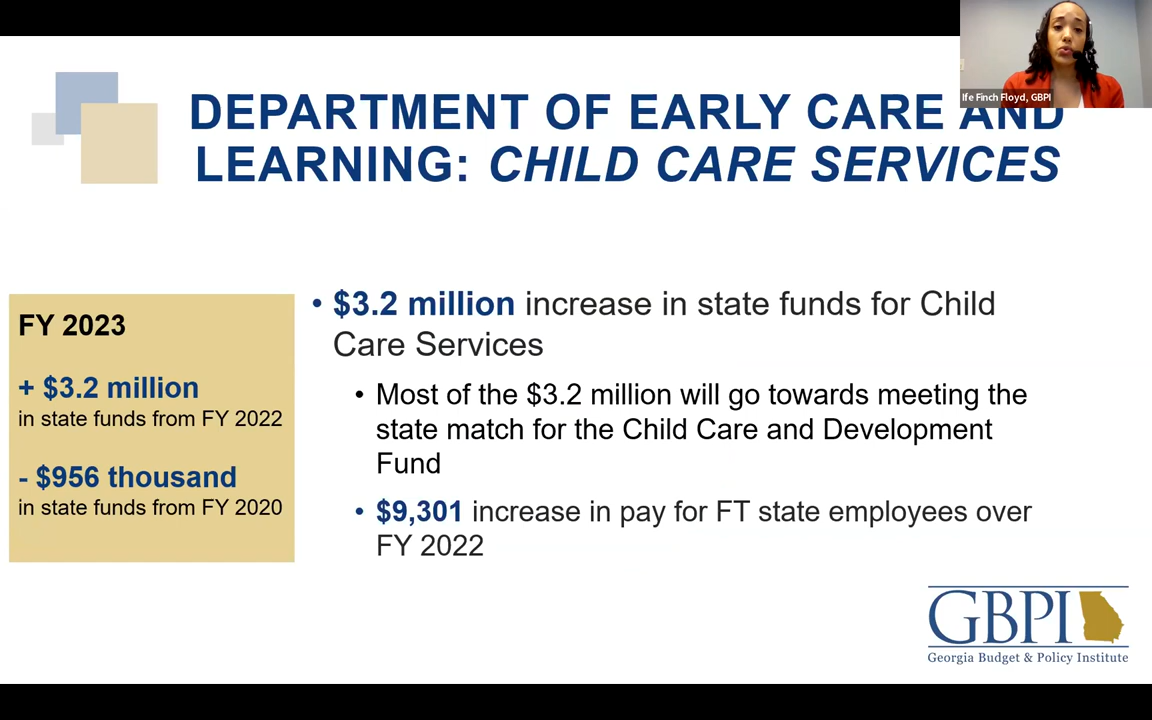 Ife Finch Floyd, GBPI
DEPARTMENT OF EARLY CARE AND
LEARNING: CHILD CARE SERVICES
FY 2023
+ $3.2 million
in state funds from FY 2022
- $956 thousand
in state funds from FY 2020
• $3.2 million increase in state funds for Child
Care Services
• Most of the $3.2 million will go towards meeting the
state match for the Child Care and Development
Fund
• $9,301 increase in pay for FT state employees over
FY 2022
GBPI
Georgia Budget & Policy Institute